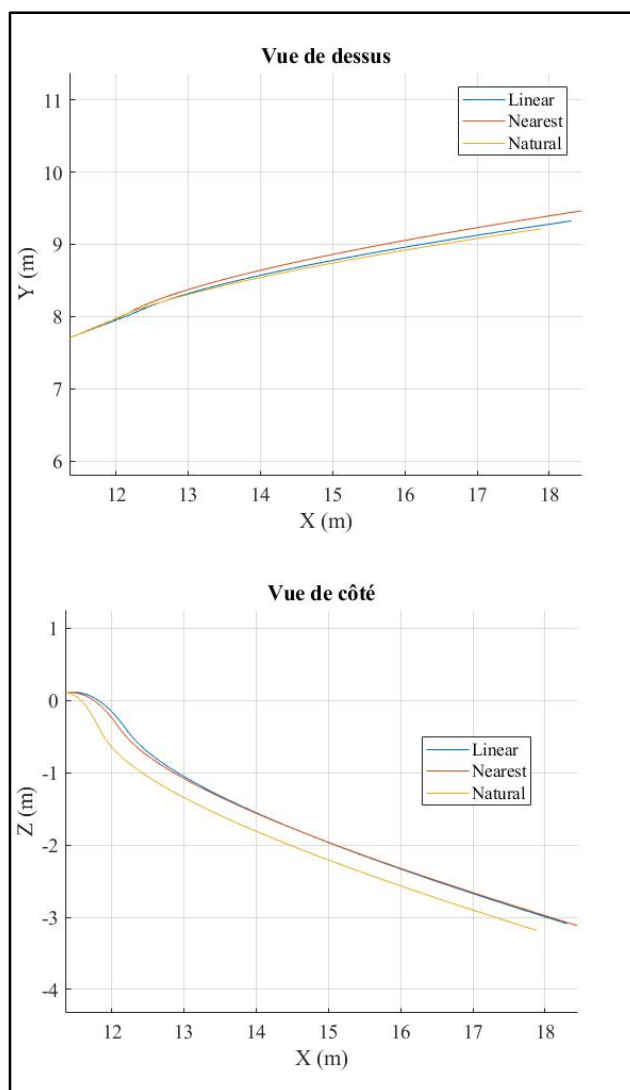 Vue de dessus
11
10
9
8
7
6
Y (m)
Linear
Nearest
Natural
12 13 14 15 16 17 18
X (m)
Vue de côté
1
0
-1
-2
-3
-4
Z (m)
Linear
Nearest
Natural
12 13 14 15 16 17 18
X (m)